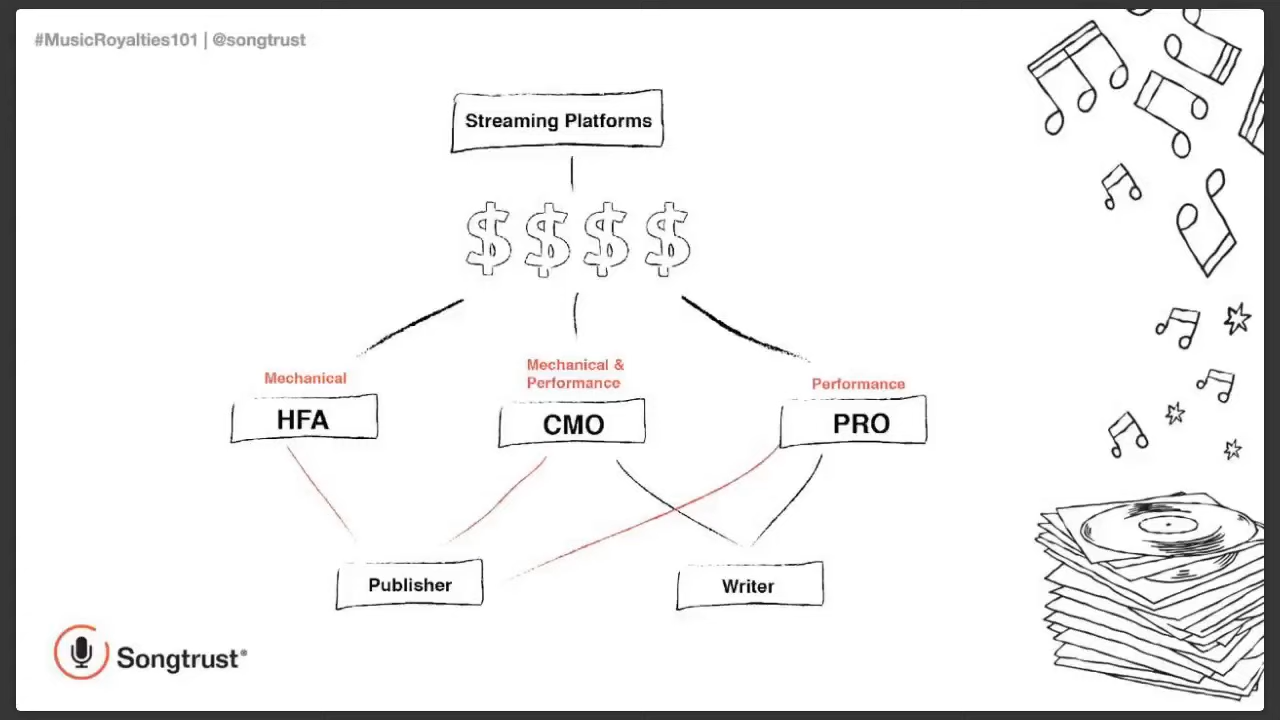 #MusicRoyalties101 | @songtrust
Streaming Platforms
$ $ $ $
Mechanical
HFA
Mechanical &
Performance
CMO
Performance
PRO
Publisher
Writer
Songtrust®